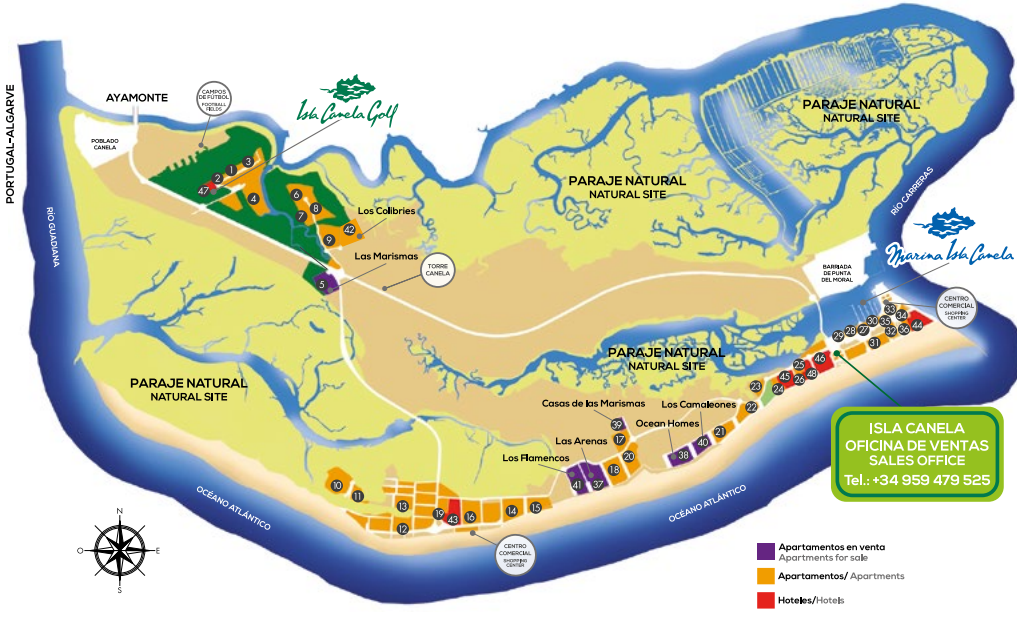 PORTUGAL-ALGARVE
RÍO GUADIANA
AYAMONTE
POBLADO
CANELA
CAMPOS
DE FÚTBOL
FOOTBALL
FIELDS
Isla Canela Golf
47
2
1
3
4
6
8
7
9
42
Los Colibries
Las Marismas
5
TORRE
CANELA
PARAJE NATURAL
NATURAL SITE
PARAJE NATURAL
NATURAL SITE
RÍO CARRERAS
Marina Isla Canela
BARRIADA
DE PUNTA
DEL MORAL
CENTRO
COMERCIAL
SHOPPING
CENTER
33
34
30
35
29
28
27
32
36
44
31
PARAJE NATURAL
NATURAL SITE
25
46
45
26
48
23
24
22
PARAJE NATURAL
NATURAL SITE
Casas de las Marismas
39
17
Los Camaleones
Ocean Homes
21
40
38
Las Arenas
20
18
Los Flamencos
41
37
ISLA CANELA
OFICINA DE VENTAS
SALES OFFICE
Tel.: +34 959 479 525
10
11
13
12
19
43
16
14
15
OCÉANO ATLÁNTICO
OCÉANO ATLÁNTICO
CENTRO
COMERCIAL
SHOPPING
CENTER
N
O
E
S
Apartamentos en venta
Apartments for sale
Apartamentos/ Apartments
Hoteles/Hotels